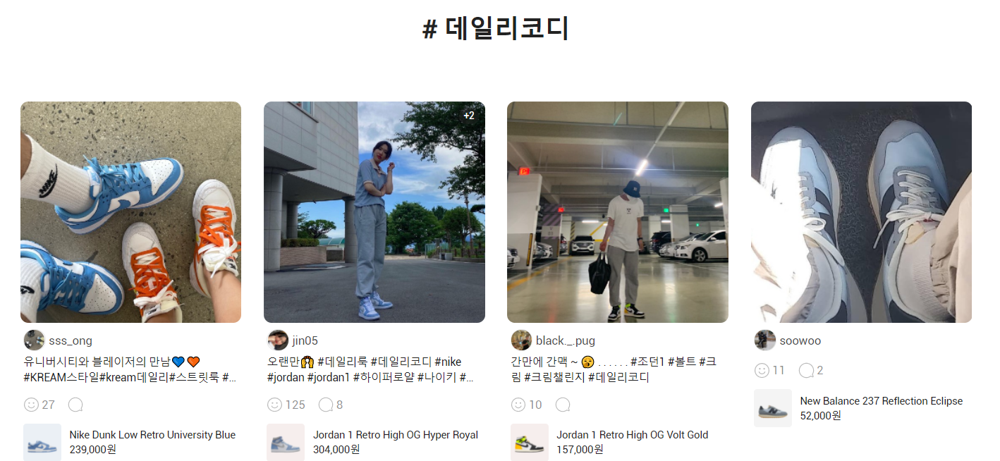 # 데일리코디
+2
sss_ong
유니버시티와 블레이저의 만남💙🧡
#KREAM스타일#kream데일리#스트릿룩 #...
27
Nike Dunk Low Retro University Blue
239,000원
jin05
오랜만🙌 #데일리룩 #데일리코디 #nike
#jordan #jordan1 #하이퍼로얄 #나이키 #...
125 8
Jordan 1 Retro High OG Hyper Royal
304,000원
black._.pug
간만에 간맥 ~ 🥱 . . . . . . #조던1 #볼트 #크
림 #크림챌린지 #데일리코디
10
Jordan 1 Retro High OG Volt Gold
157,000원
soowoo
11 2
New Balance 237 Reflection Eclipse
52,000원